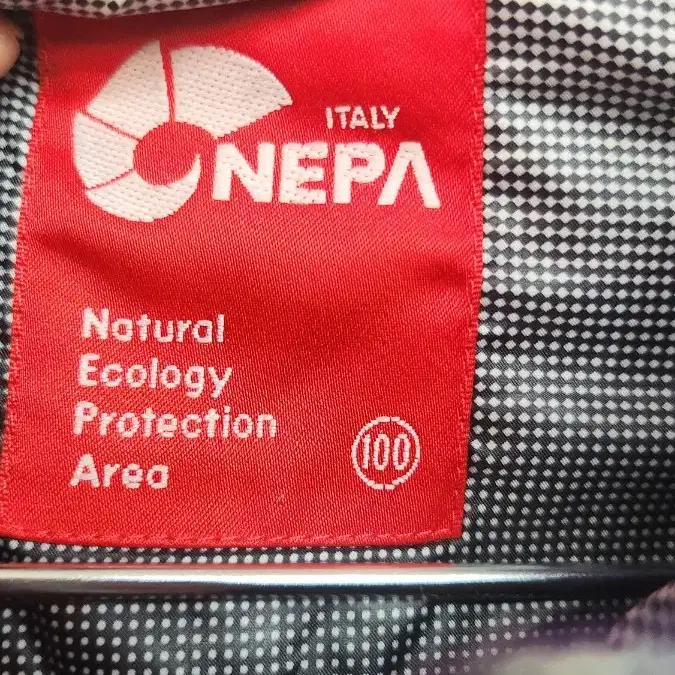 ITALY
NEPA
Natural
Ecology
Protection
Area
100